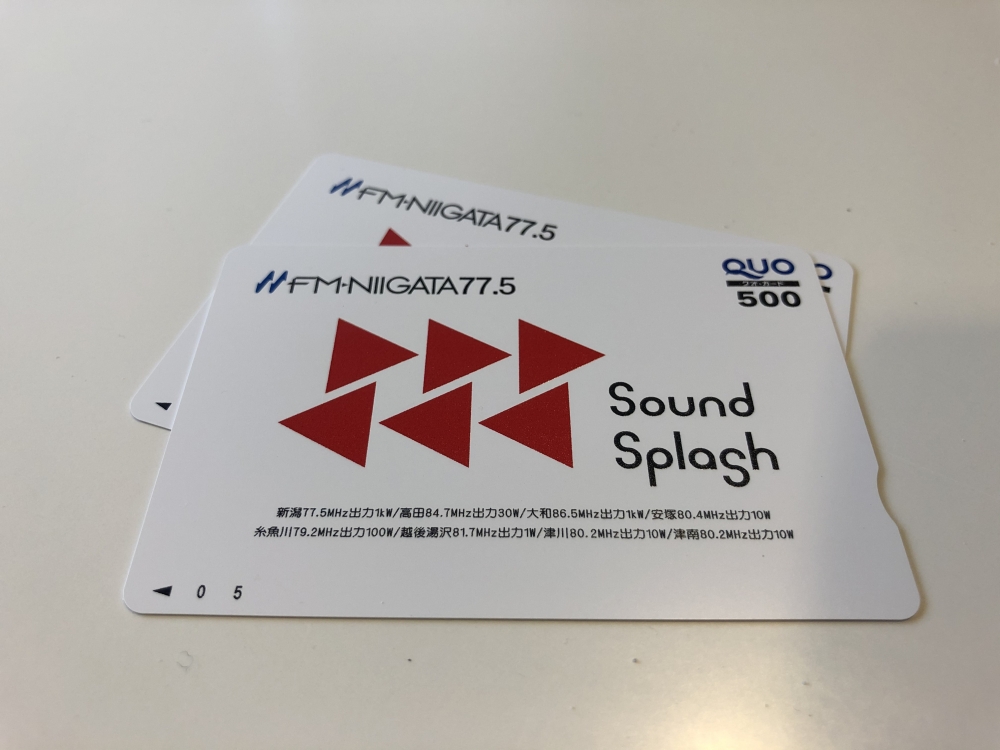 FM-NIIGATA77.5
FM-NIIGATA77.5
QUO
クオ・カード
500
Sound
Splash
新潟77.5MHz出力1kW/高田84.7MHz出力30W/大和86.5MHz出力1kW/安塚80.4MHz出力10W
糸魚川79.2MHz出力100W/越後湯沢81.7MHz出力1W/津川80.2MHz出力10W/津南80.2MHz出力10W
◀ 0 5